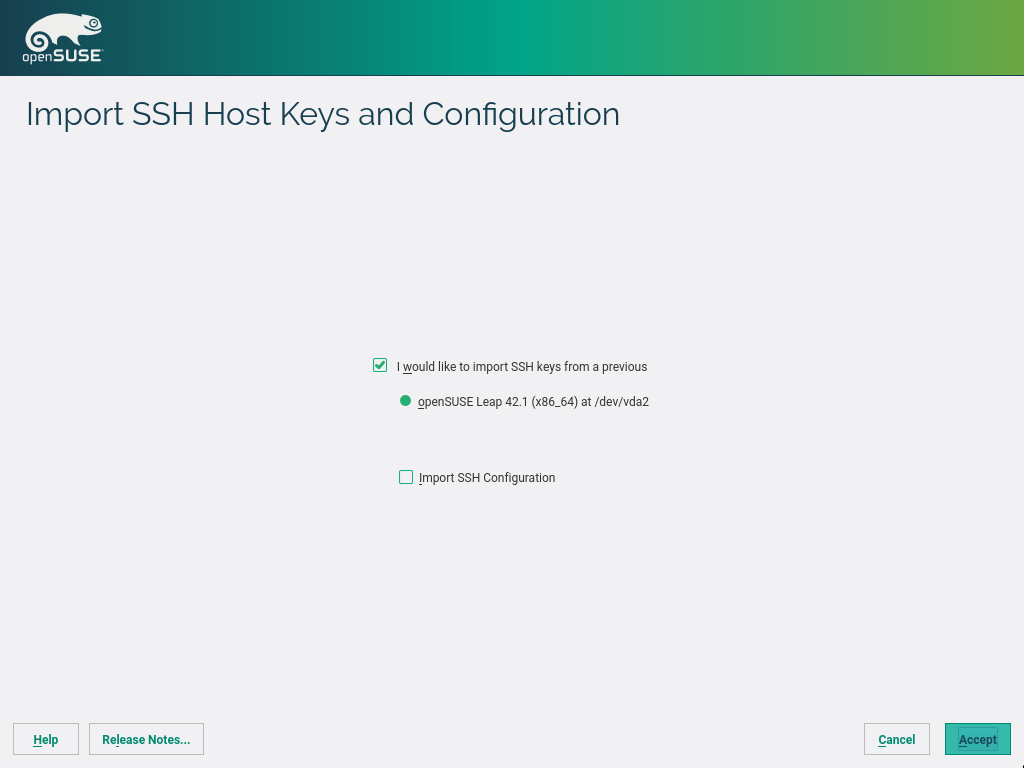 openSUSE
Import SSH Host Keys and Configuration
I would like to import SSH keys from a previous
openSUSE Leap 42.1 (x86_64) at /dev/vda2
Import SSH Configuration
Help
Release Notes...
Cancel
Accept